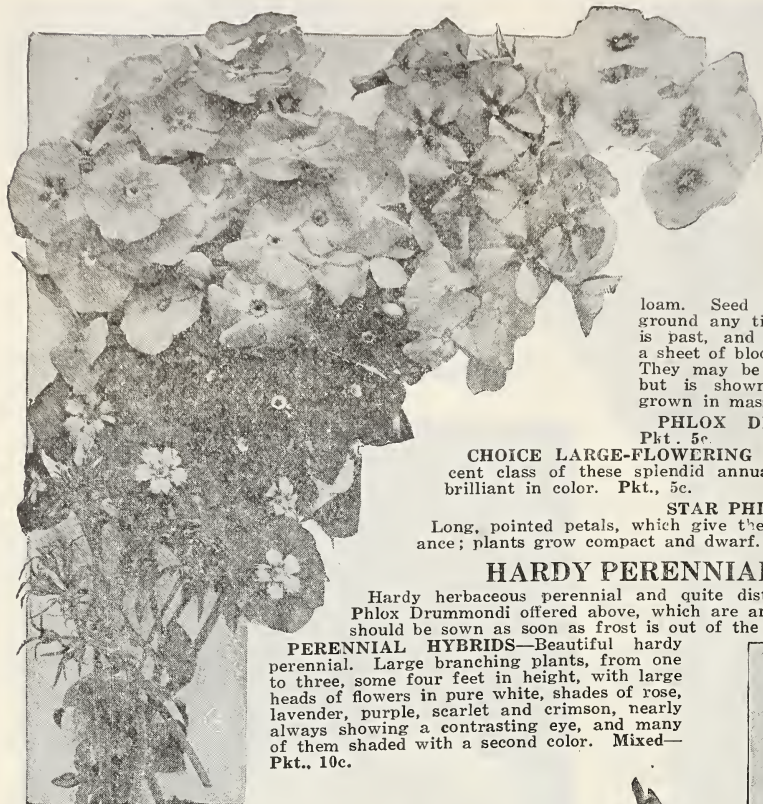 loam. Seed
ground any ti
is past, and
a sheet of bloo
They may be
but is shown
grown in mas
PHLOX D
Pkt. 5c.
CHOICE LARGE-FLOWERING
cent class of these splendid annua
brilliant in color. Pkt., 5c.
STAR PHL
Long, pointed petals, which give the
ance; plants grow compact and dwarf.
HARDY PERENNIA
Hardy herbaceous perennial and quite dist
Phlox Drummondi offered above, which are an
should be sown as soon as frost is out of the
PERENNIAL HYBRIDS—Beautiful hardy
perennial. Large branching plants, from one
to three, some four feet in height, with large
heads of flowers in pure white, shades of rose,
lavender, purple, scarlet and crimson, nearly
always showing a contrasting eye, and many
of them shaded with a second color. Mixed—
Pkt., 10c.